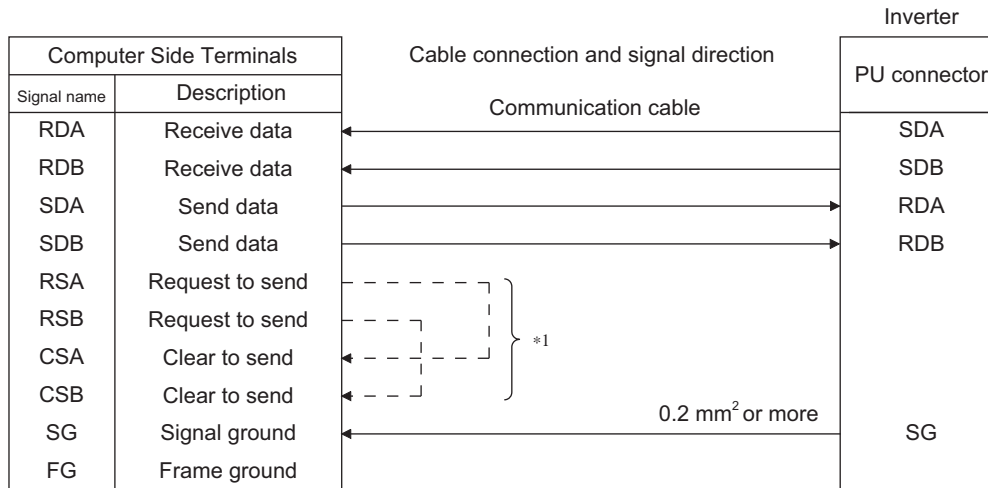 Inverter
Computer Side Terminals
Cable connection and signal direction
PU connector
Signal name Description
Communication cable
RDA Receive data SDA
RDB Receive data SDB
SDA Send data RDA
SDB Send data RDB
RSA Request to send
RSB Request to send
*1
CSA Clear to send
CSB Clear to send
0.2 mm² or more
SG Signal ground SG
FG Frame ground